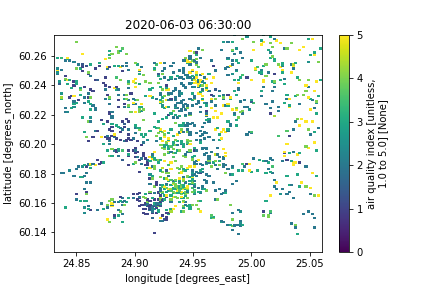 2020-06-03 06:30:00
60.26
60.24
60.22
60.20
60.18
60.16
60.14
latitude [degrees_north]
24.85 24.90 24.95 25.00 25.05
longitude [degrees_east]
5
4
3
2
1
0
air quality index [unitless,
1.0 to 5.0] [None]